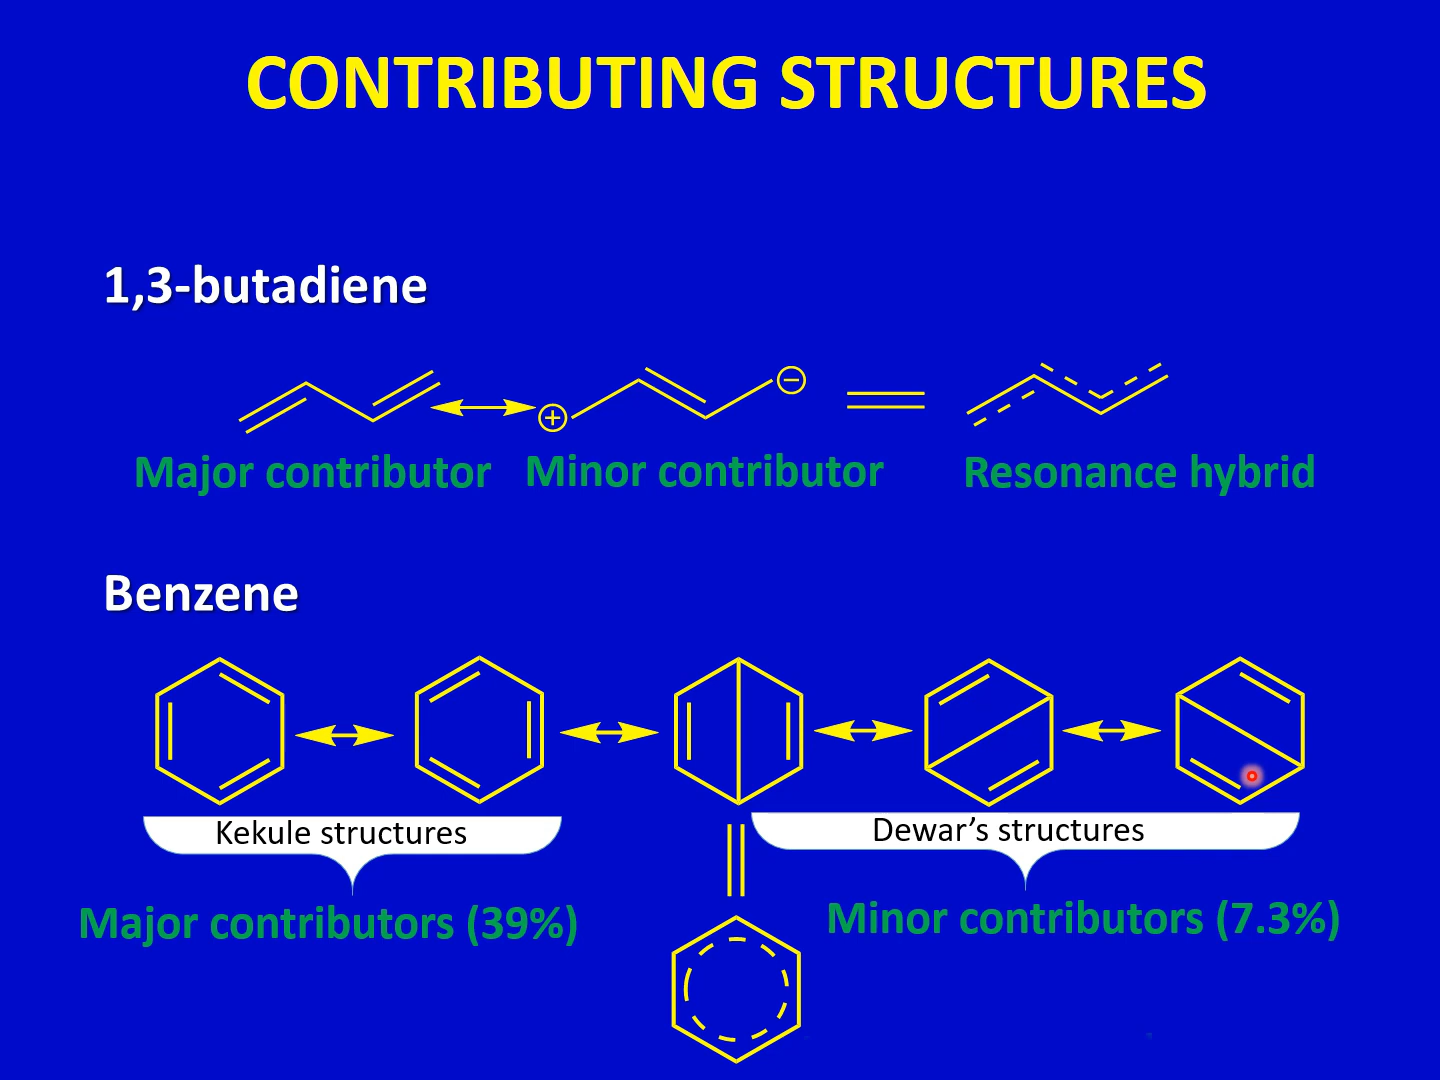 CONTRIBUTING STRUCTURES
1,3-butadiene
+
−
Major contributor
Minor contributor
Resonance hybrid
Benzene
Kekule structures
Dewar’s structures
Major contributors (39%)
Minor contributors (7.3%)